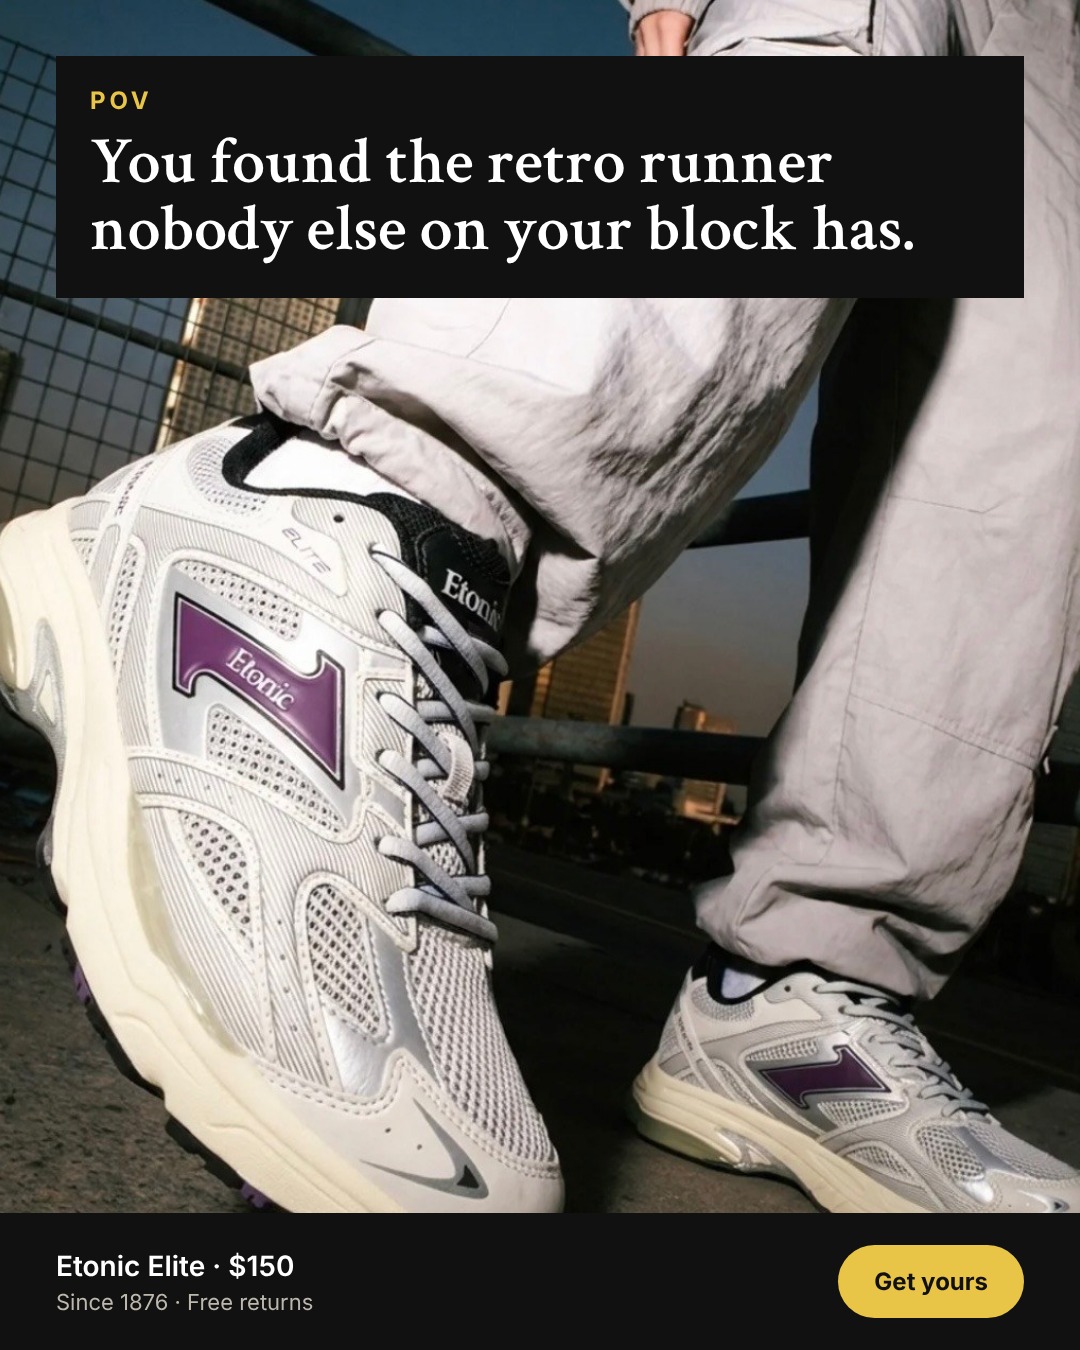 POV
You found the retro runner
nobody else on your block has.
ELITE
Etonic
Etonic
Etonic Elite · $150
Since 1876 · Free returns
Get yours